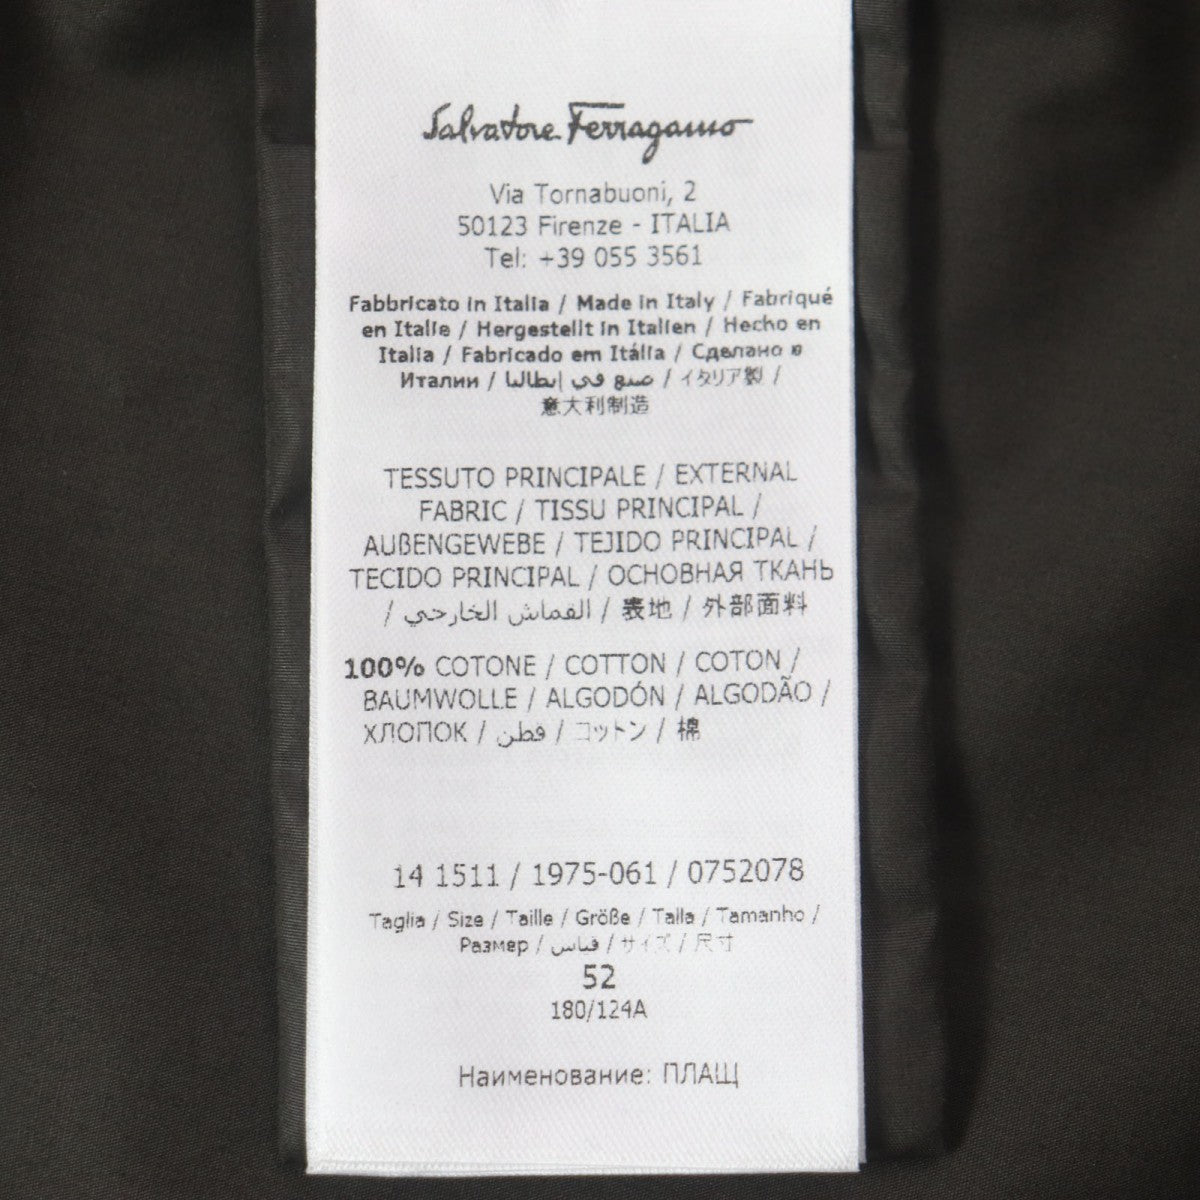 Salvatore Ferragamo
Via Tornabuoni, 2
50123 Firenze - ITALIA
Tel: +39 055 3561
Fabbricato in Italia / Made in Italy / Fabriqué
en Italie / Hergestellt in Italien / Hecho en
Italia / Fabricado em Itália / Сделано в
Италии / صنع في إيطاليا / イタリア製 /
意大利制造
TESSUTO PRINCIPALE / EXTERNAL
FABRIC / TISSU PRINCIPAL /
AUßENGEWEBE / TEJIDO PRINCIPAL /
TECIDO PRINCIPAL / ОСНОВНАЯ ТКАНЬ
/ القماش الخارجي / 表地 / 外部面料
100% COTONE / COTTON / COTON /
BAUMWOLLE / ALGODÓN / ALGODÃO /
ХЛОПОК / قطن / コットン / 棉
14 1511 / 1975-061 / 0752078
Taglia / Size / Taille / Größe / Talla / Tamanho /
Размер / قياس / サイズ / 尺寸
52
180/124A
Наименование: ПЛАЩ